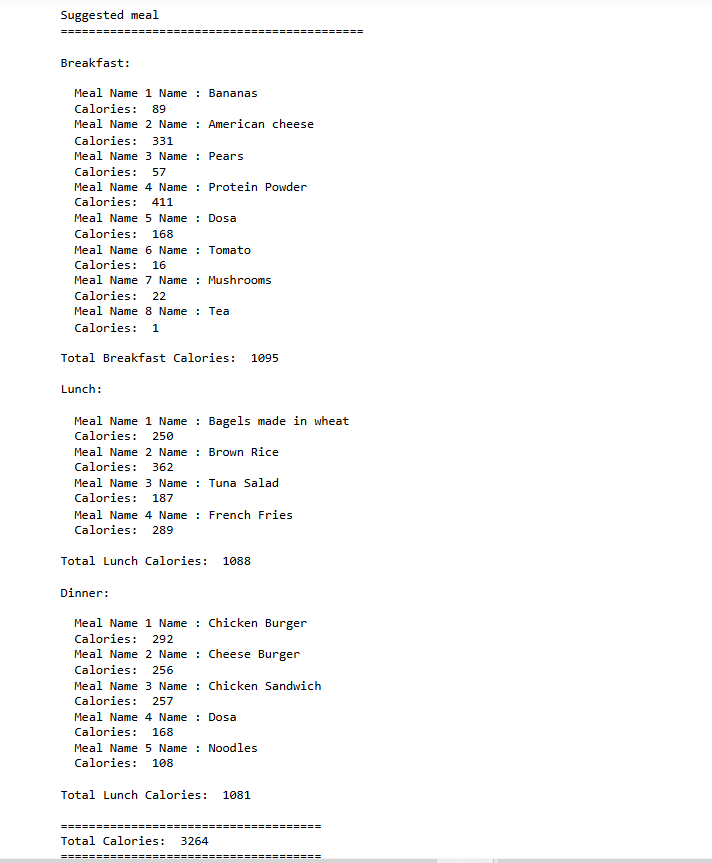 Suggested meal
===========================================
Breakfast:
Meal Name 1 Name : Bananas
Calories:  89
Meal Name 2 Name : American cheese
Calories:  331
Meal Name 3 Name : Pears
Calories:  57
Meal Name 4 Name : Protein Powder
Calories:  411
Meal Name 5 Name : Dosa
Calories:  168
Meal Name 6 Name : Tomato
Calories:  16
Meal Name 7 Name : Mushrooms
Calories:  22
Meal Name 8 Name : Tea
Calories:  1
Total Breakfast Calories:  1095
Lunch:
Meal Name 1 Name : Bagels made in wheat
Calories:  250
Meal Name 2 Name : Brown Rice
Calories:  362
Meal Name 3 Name : Tuna Salad
Calories:  187
Meal Name 4 Name : French Fries
Calories:  289
Total Lunch Calories:  1088
Dinner:
Meal Name 1 Name : Chicken Burger
Calories:  292
Meal Name 2 Name : Cheese Burger
Calories:  256
Meal Name 3 Name : Chicken Sandwich
Calories:  257
Meal Name 4 Name : Dosa
Calories:  168
Meal Name 5 Name : Noodles
Calories:  108
Total Lunch Calories:  1081
=====================================
Total Calories:  3264
=====================================